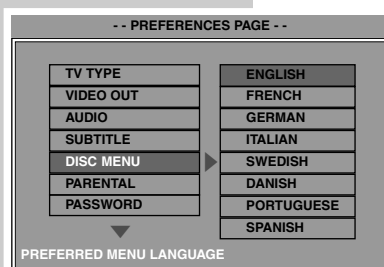 - - PREFERENCES PAGE - -
TV TYPE
VIDEO OUT
AUDIO
SUBTITLE
DISC MENU
PARENTAL
PASSWORD
ENGLISH
FRENCH
GERMAN
ITALIAN
SWEDISH
DANISH
PORTUGUESE
SPANISH
PREFERRED MENU LANGUAGE